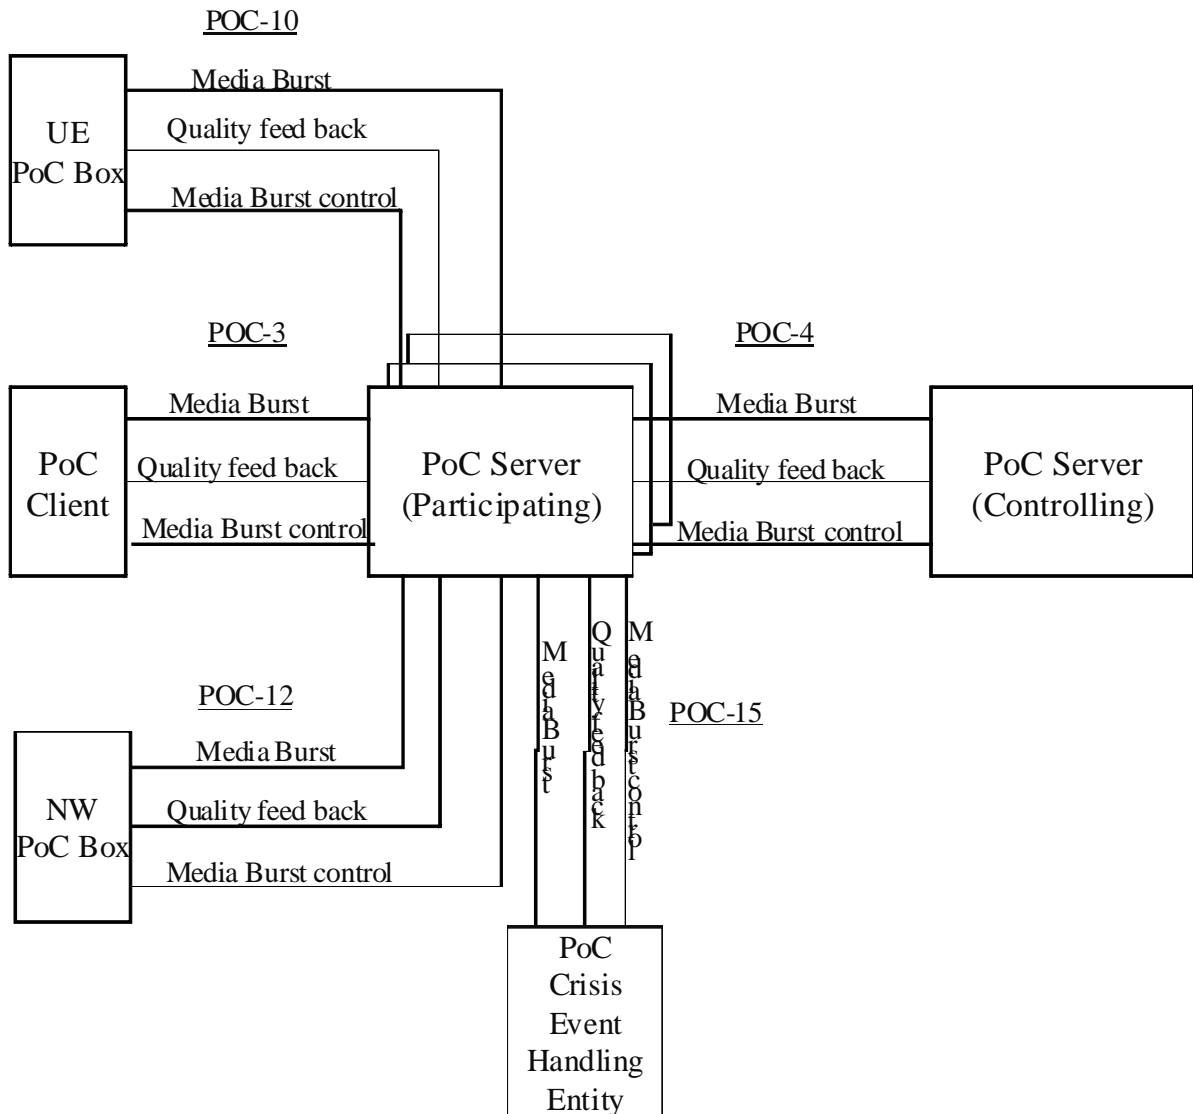 POC-10
Media Burst
UE
PoC Box
Quality feed back
Media Burst control
POC-3
POC-4
Media Burst
Media Burst
PoC
Client
Quality feed back
PoC Server
(Participating)
Quality feed back
PoC Server
(Controlling)
Media Burst control
Media Burst control
Media Burst
Quality feed back
Media Burst control
POC-12
POC-15
Media Burst
NW
PoC Box
Quality feed back
Media Burst control
PoC
Crisis
Event
Handling
Entity